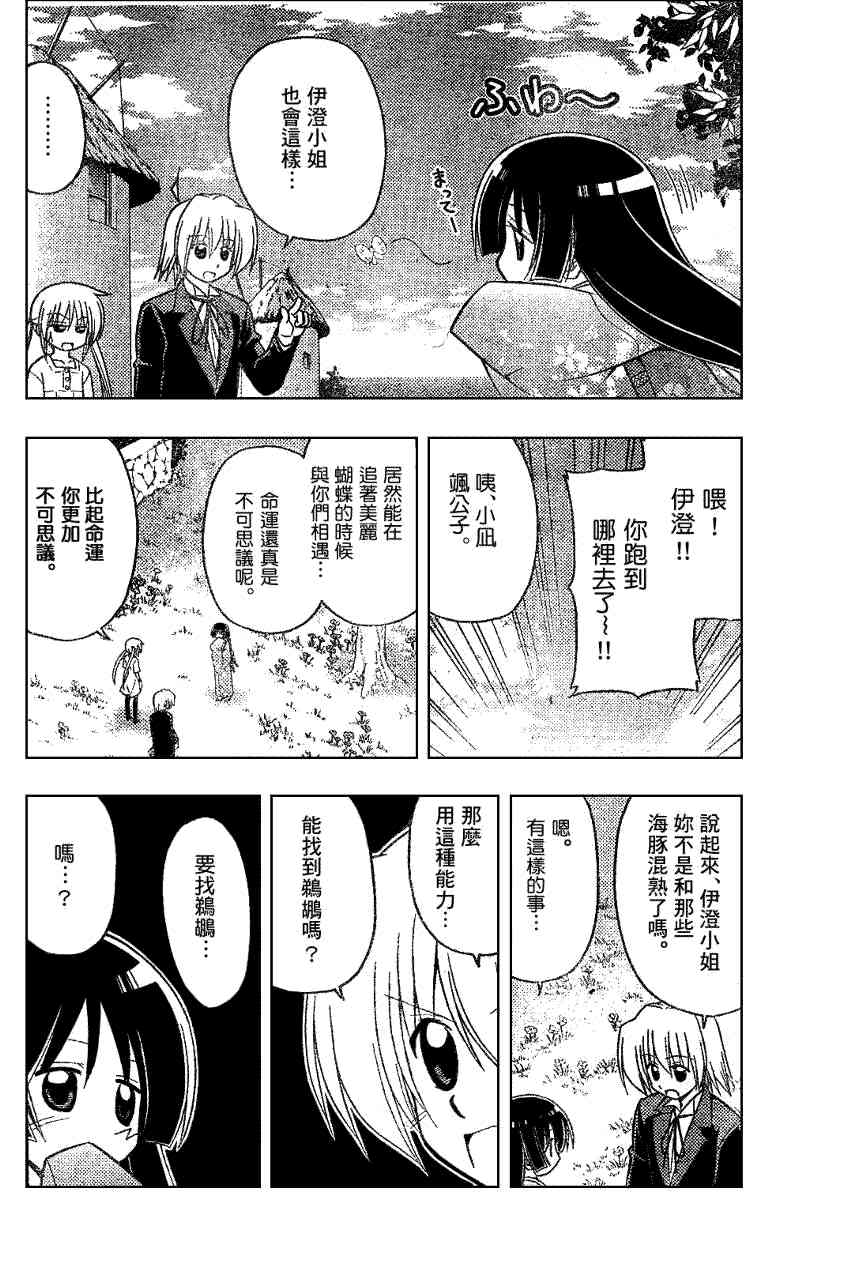 ふわ〜
まって〜
伊澄小姐
也會這樣…
………
喂！
伊澄!!
你跑到
哪裡去了~!!
咦、小凪
颯公子。
居然能在
追著美麗
蝴蝶的時候
與你們相遇…
命運還真是
不可思議呢。
比起命運
你更加
不可思議。
說起來、伊澄小姐
妳不是和那些
海豚混熟了嗎。
嗯。
有這樣的事…
那麼
用這種能力…
能找到鵜鶘嗎？
要找鵜鶘…
嗎…？